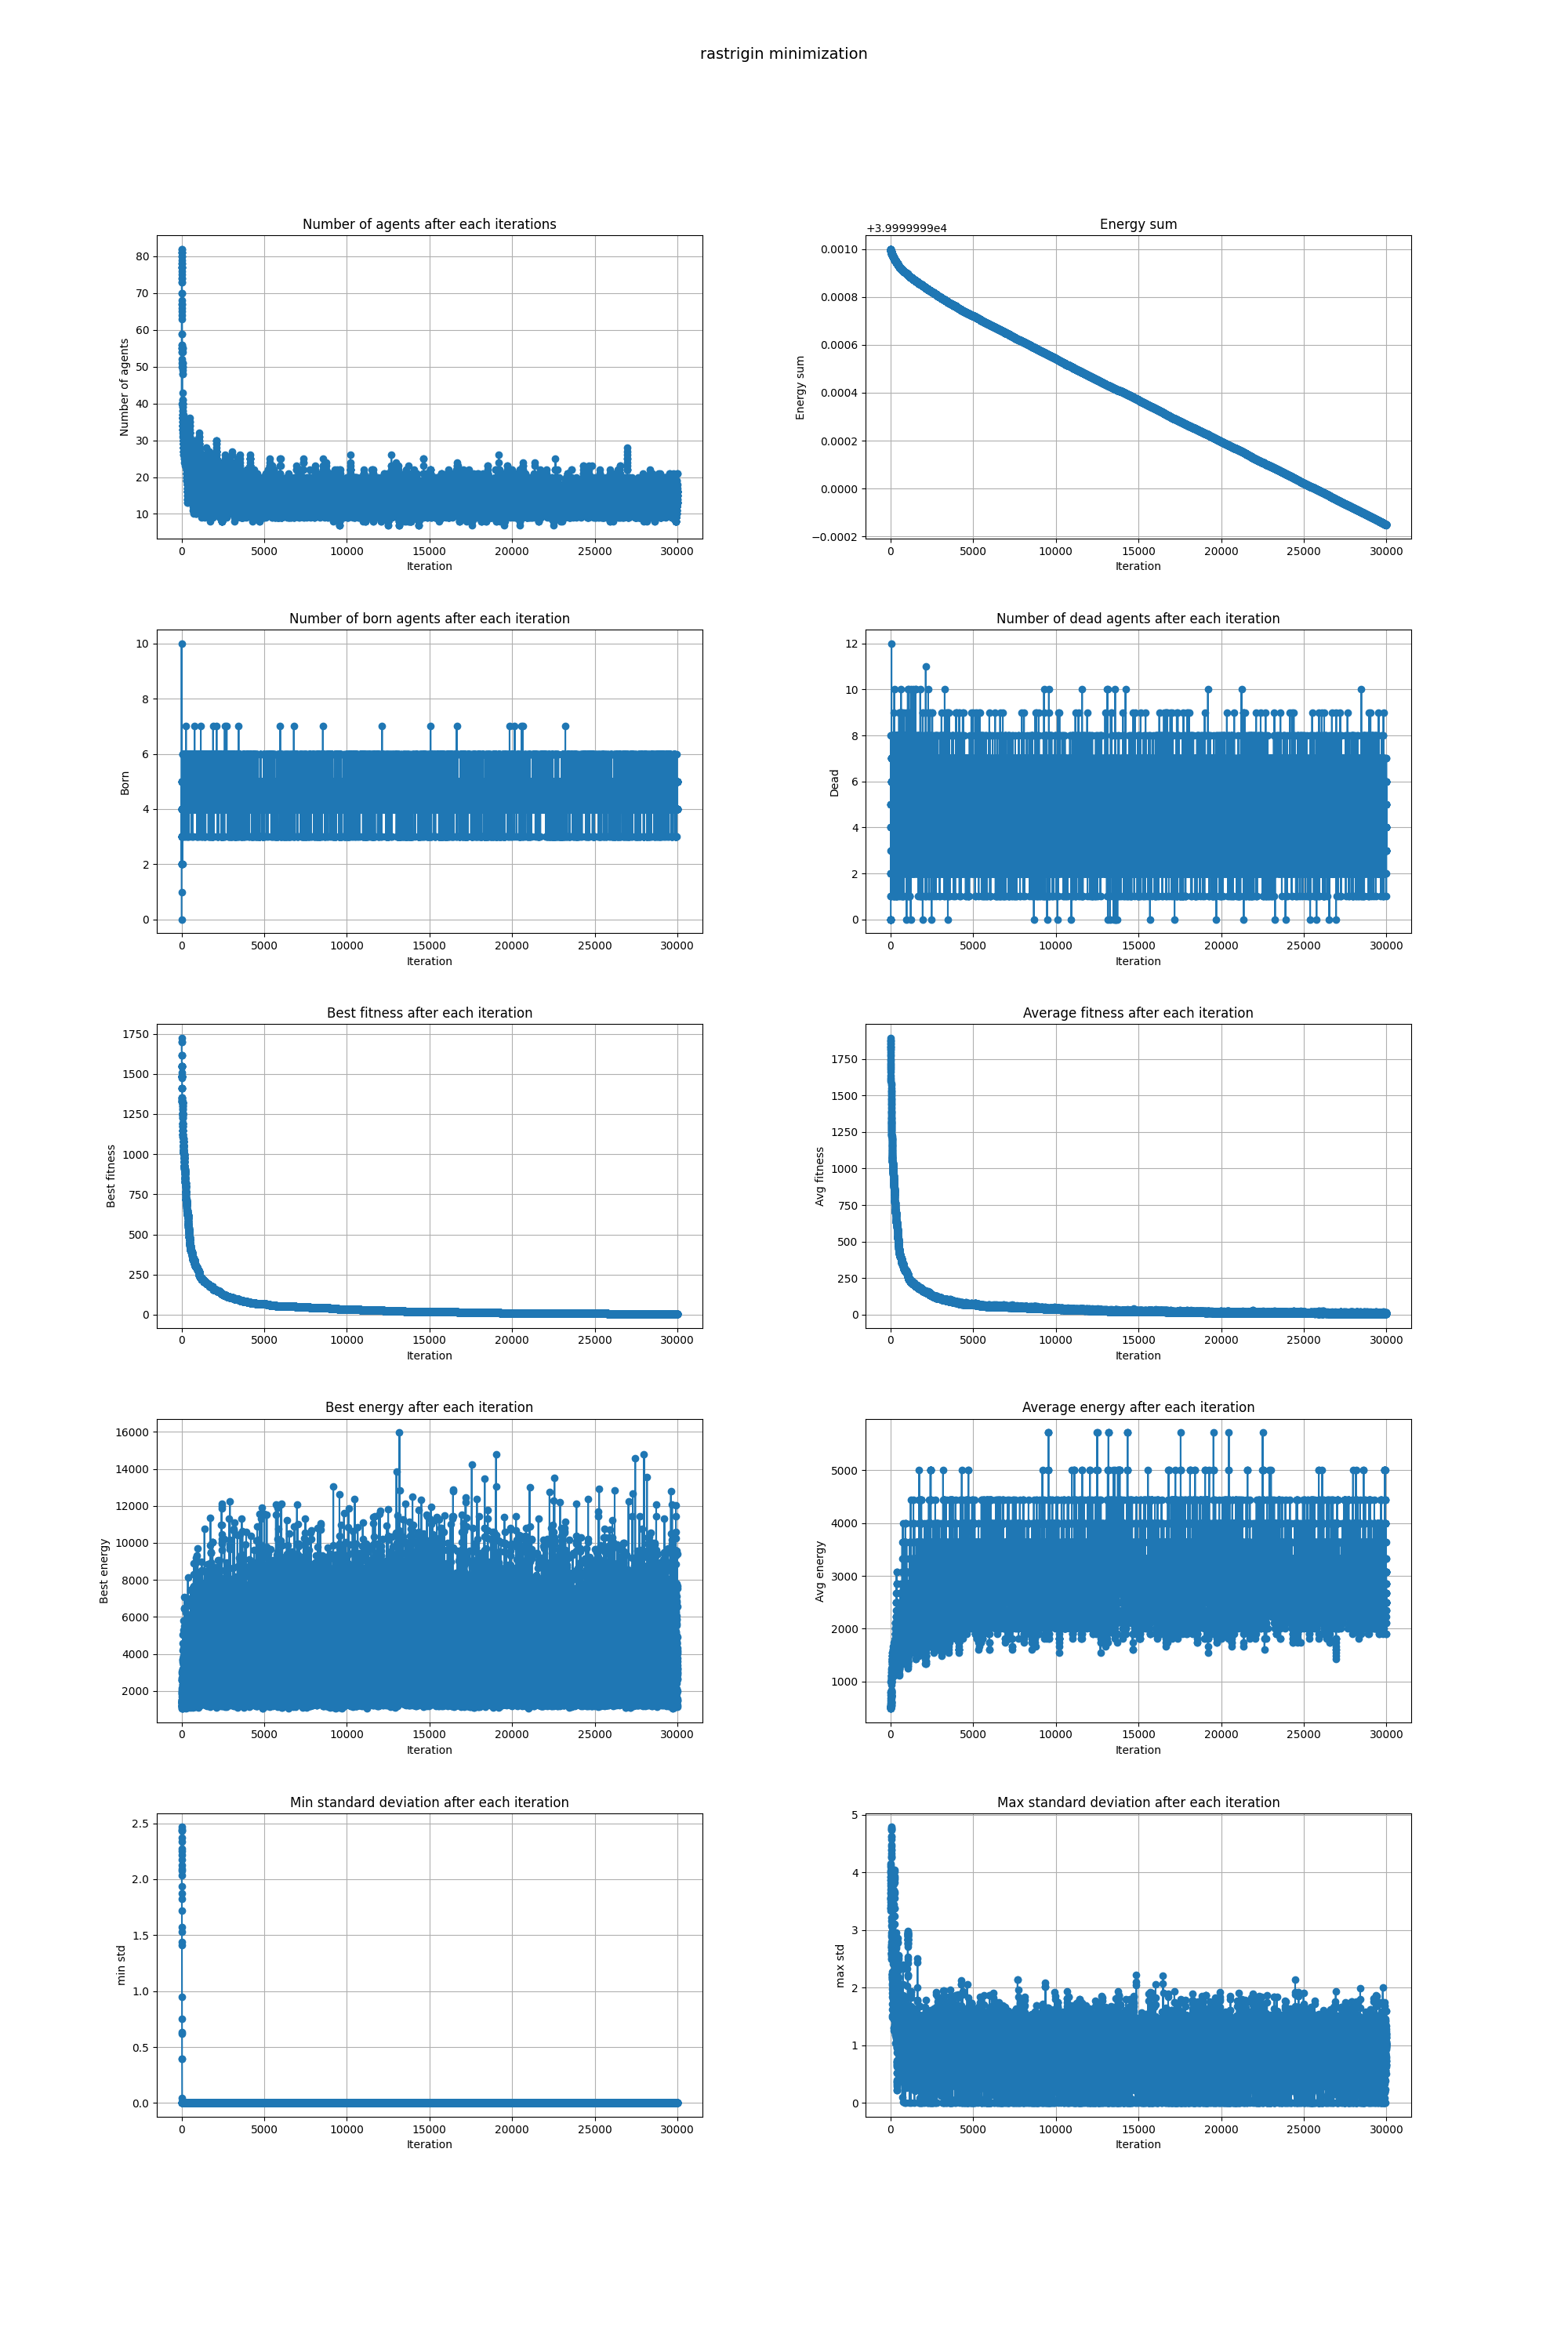 rastrigin minimization
Number of agents after each iterations
Number of agents
80
70
60
50
40
30
20
10
0 5000 10000 15000 20000 25000 30000
Iteration
Energy sum
+3.9999999e4
Energy sum
0.0010
0.0008
0.0006
0.0004
0.0002
0.0000
−0.0002
0 5000 10000 15000 20000 25000 30000
Iteration
Number of born agents after each iteration
Born
10
8
6
4
2
0
0 5000 10000 15000 20000 25000 30000
Iteration
Number of dead agents after each iteration
Dead
12
10
8
6
4
2
0
0 5000 10000 15000 20000 25000 30000
Iteration
Best fitness after each iteration
Best fitness
1750
1500
1250
1000
750
500
250
0
0 5000 10000 15000 20000 25000 30000
Iteration
Average fitness after each iteration
Avg fitness
1750
1500
1250
1000
750
500
250
0
0 5000 10000 15000 20000 25000 30000
Iteration
Best energy after each iteration
Best energy
16000
14000
12000
10000
8000
6000
4000
2000
0 5000 10000 15000 20000 25000 30000
Iteration
Average energy after each iteration
Avg energy
5000
4000
3000
2000
1000
0 5000 10000 15000 20000 25000 30000
Iteration
Min standard deviation after each iteration
min std
2.5
2.0
1.5
1.0
0.5
0.0
0 5000 10000 15000 20000 25000 30000
Iteration
Max standard deviation after each iteration
max std
5
4
3
2
1
0
0 5000 10000 15000 20000 25000 30000
Iteration